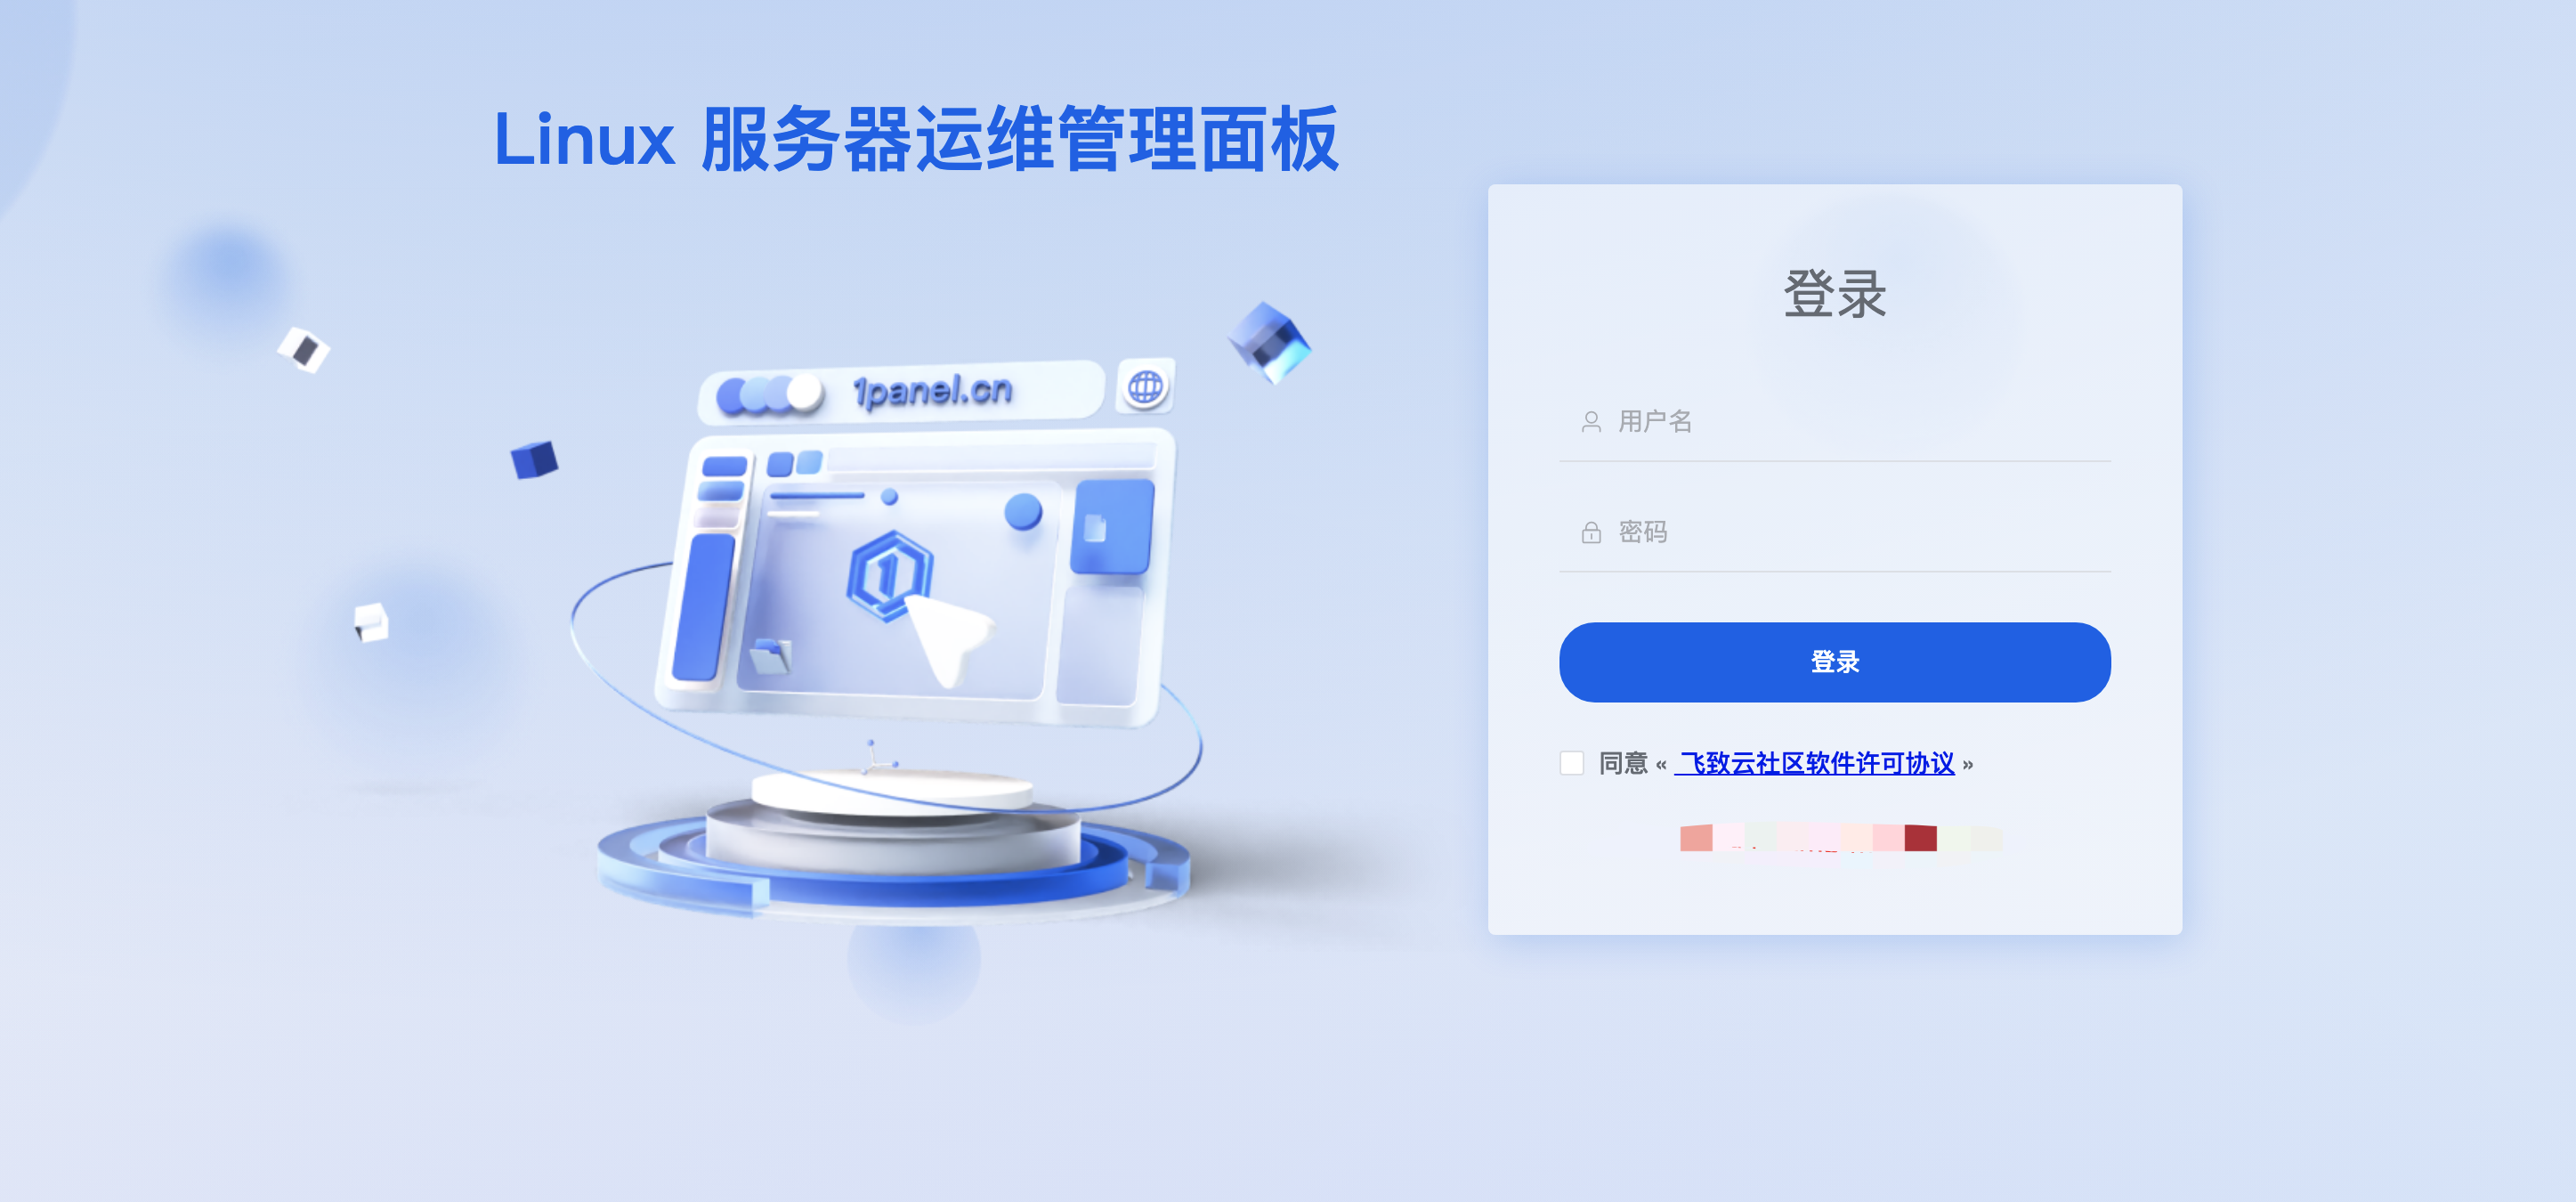 Linux 服务器运维管理面板
1panel.cn
登录
用户名
密码
登录
同意 « 飞致云社区软件许可协议 »